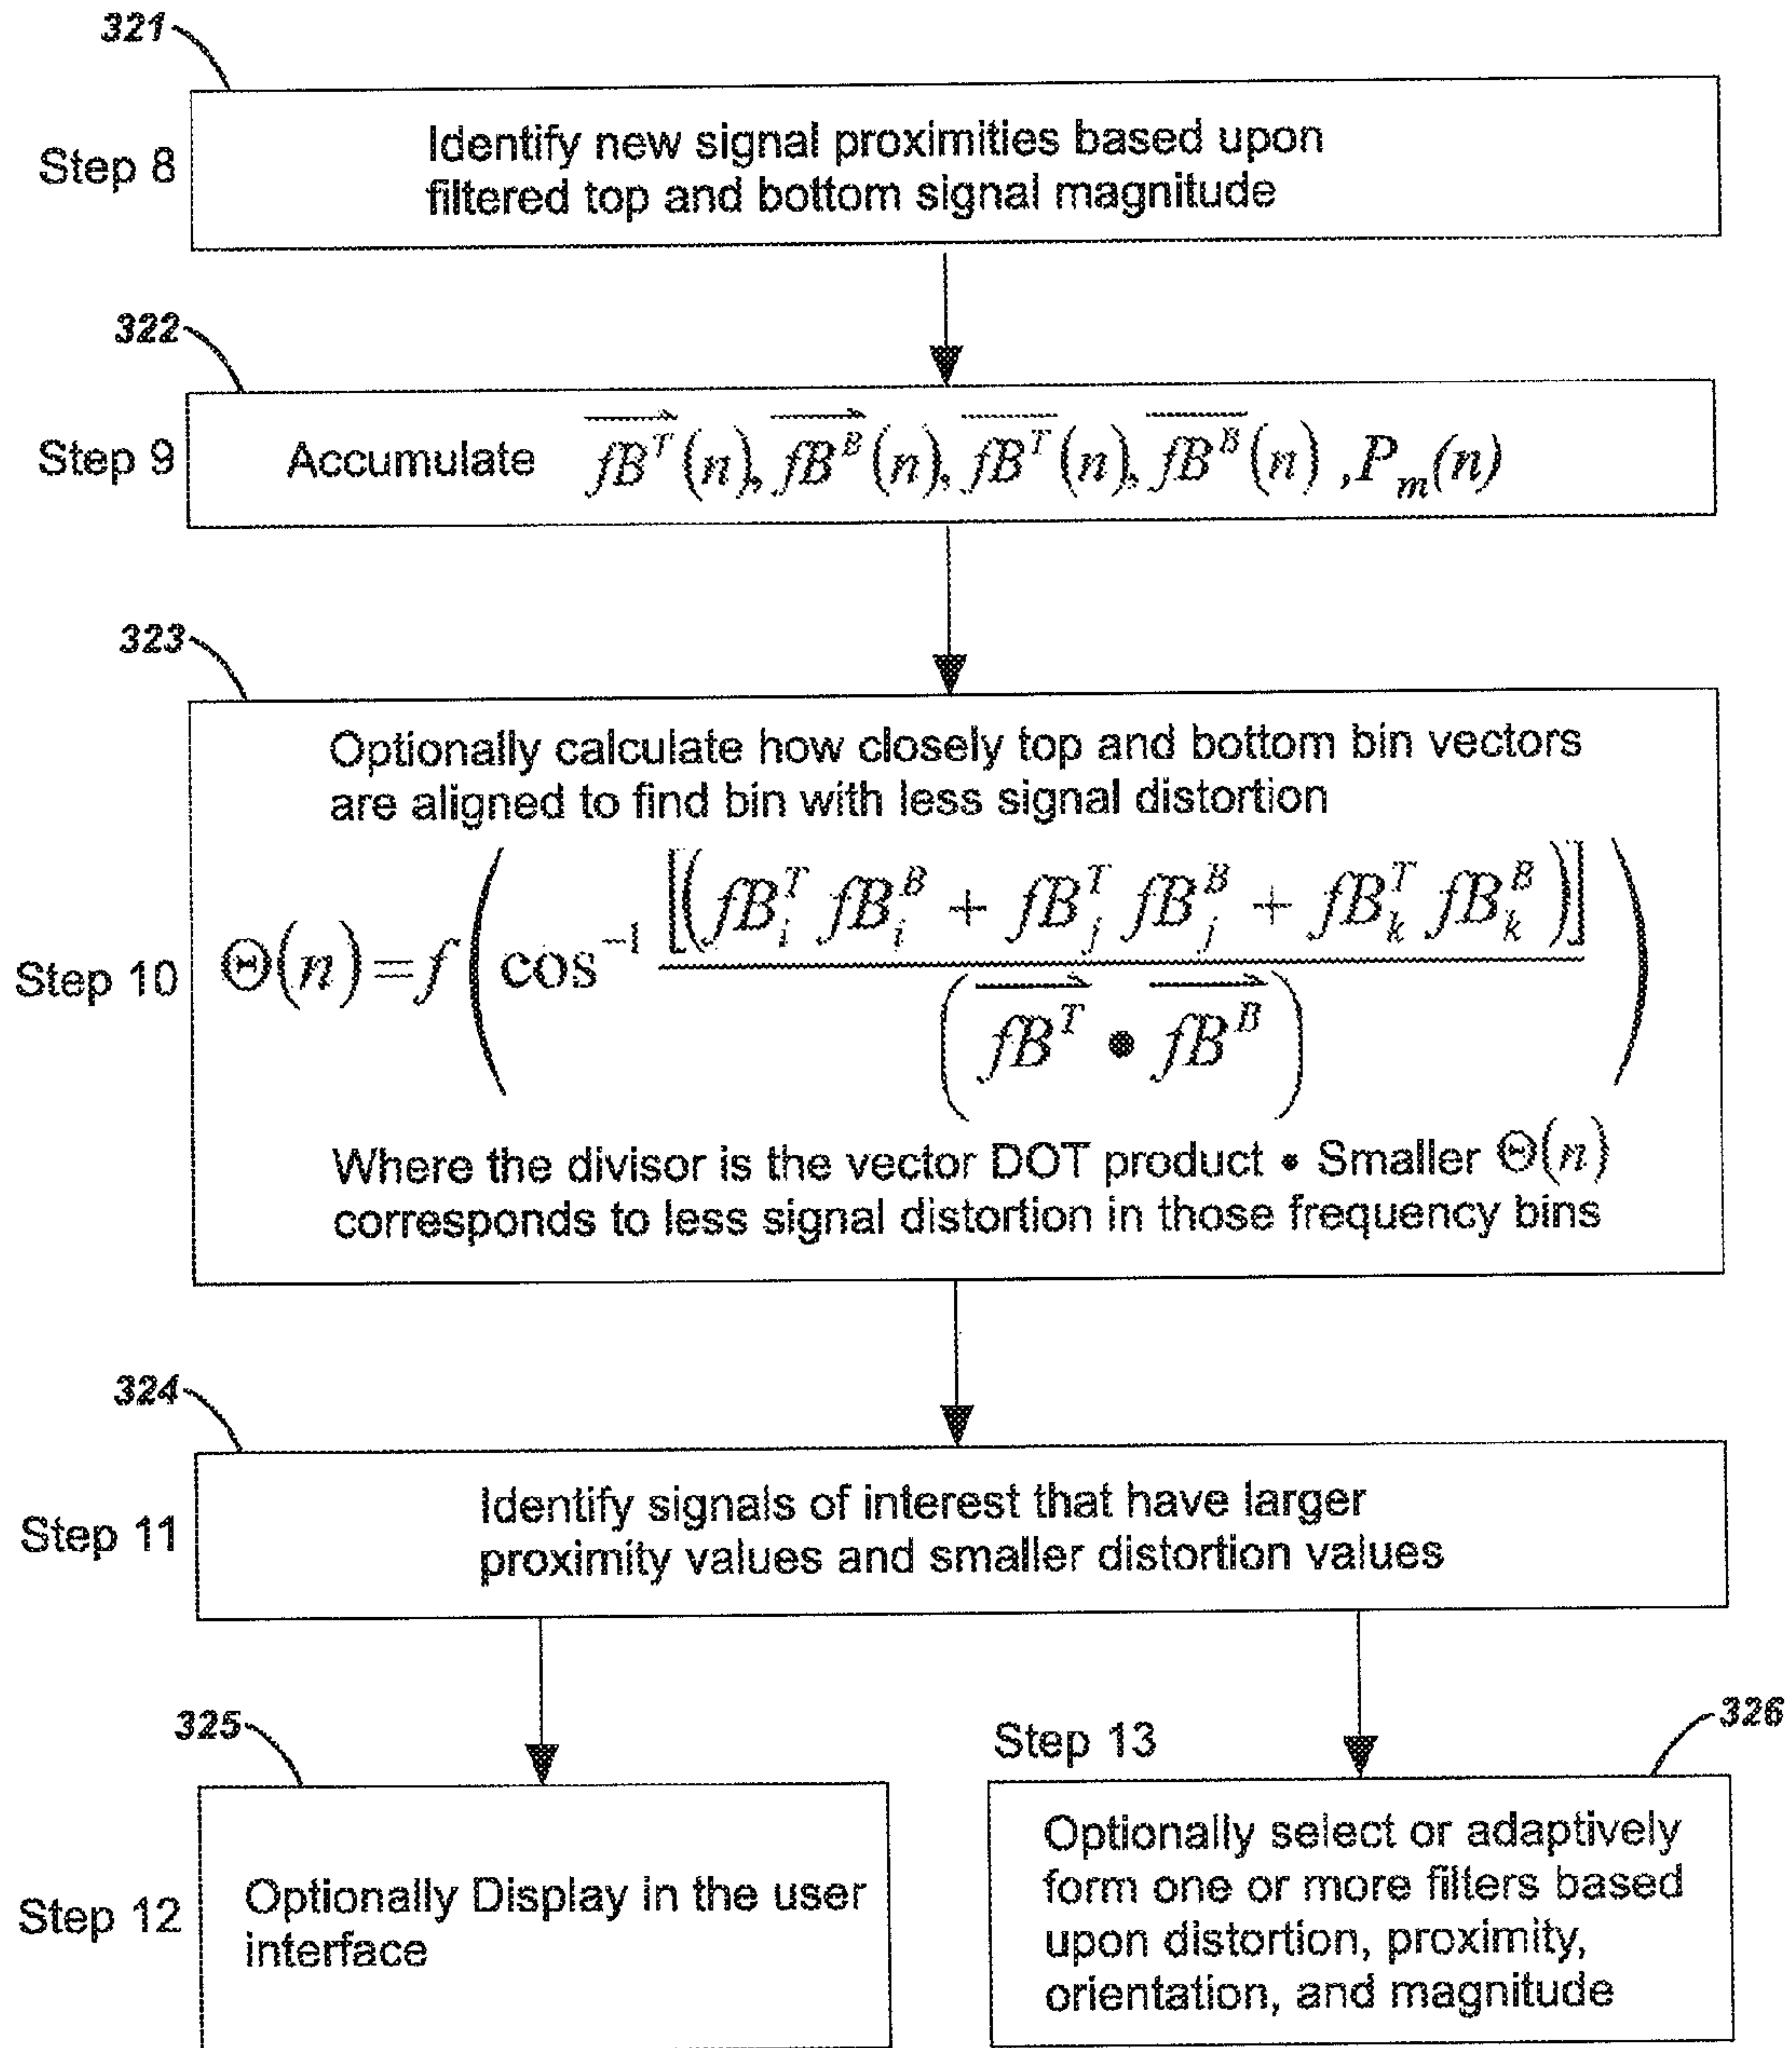 321
Step 8
Identify new signal proximities based upon
filtered top and bottom signal magnitude
322
Step 9
Accumulate fB^T(n), fB^B(n), fB^T(n), fB^B(n), P_m(n)
323
Step 10
Optionally calculate how closely top and bottom bin vectors
are aligned to find bin with less signal distortion
Θ(n) = f( cos^-1 [(fB_i^T fB_i^B + fB_j^T fB_j^B + fB_k^T fB_k^B)]
( fB^T • fB^B ) )
Where the divisor is the vector DOT product • Smaller Θ(n)
corresponds to less signal distortion in those frequency bins
324
Step 11
Identify signals of interest that have larger
proximity values and smaller distortion values
325
Step 12
Optionally Display in the user
interface
Step 13
326
Optionally select or adaptively
form one or more filters based
upon distortion, proximity,
orientation, and magnitude